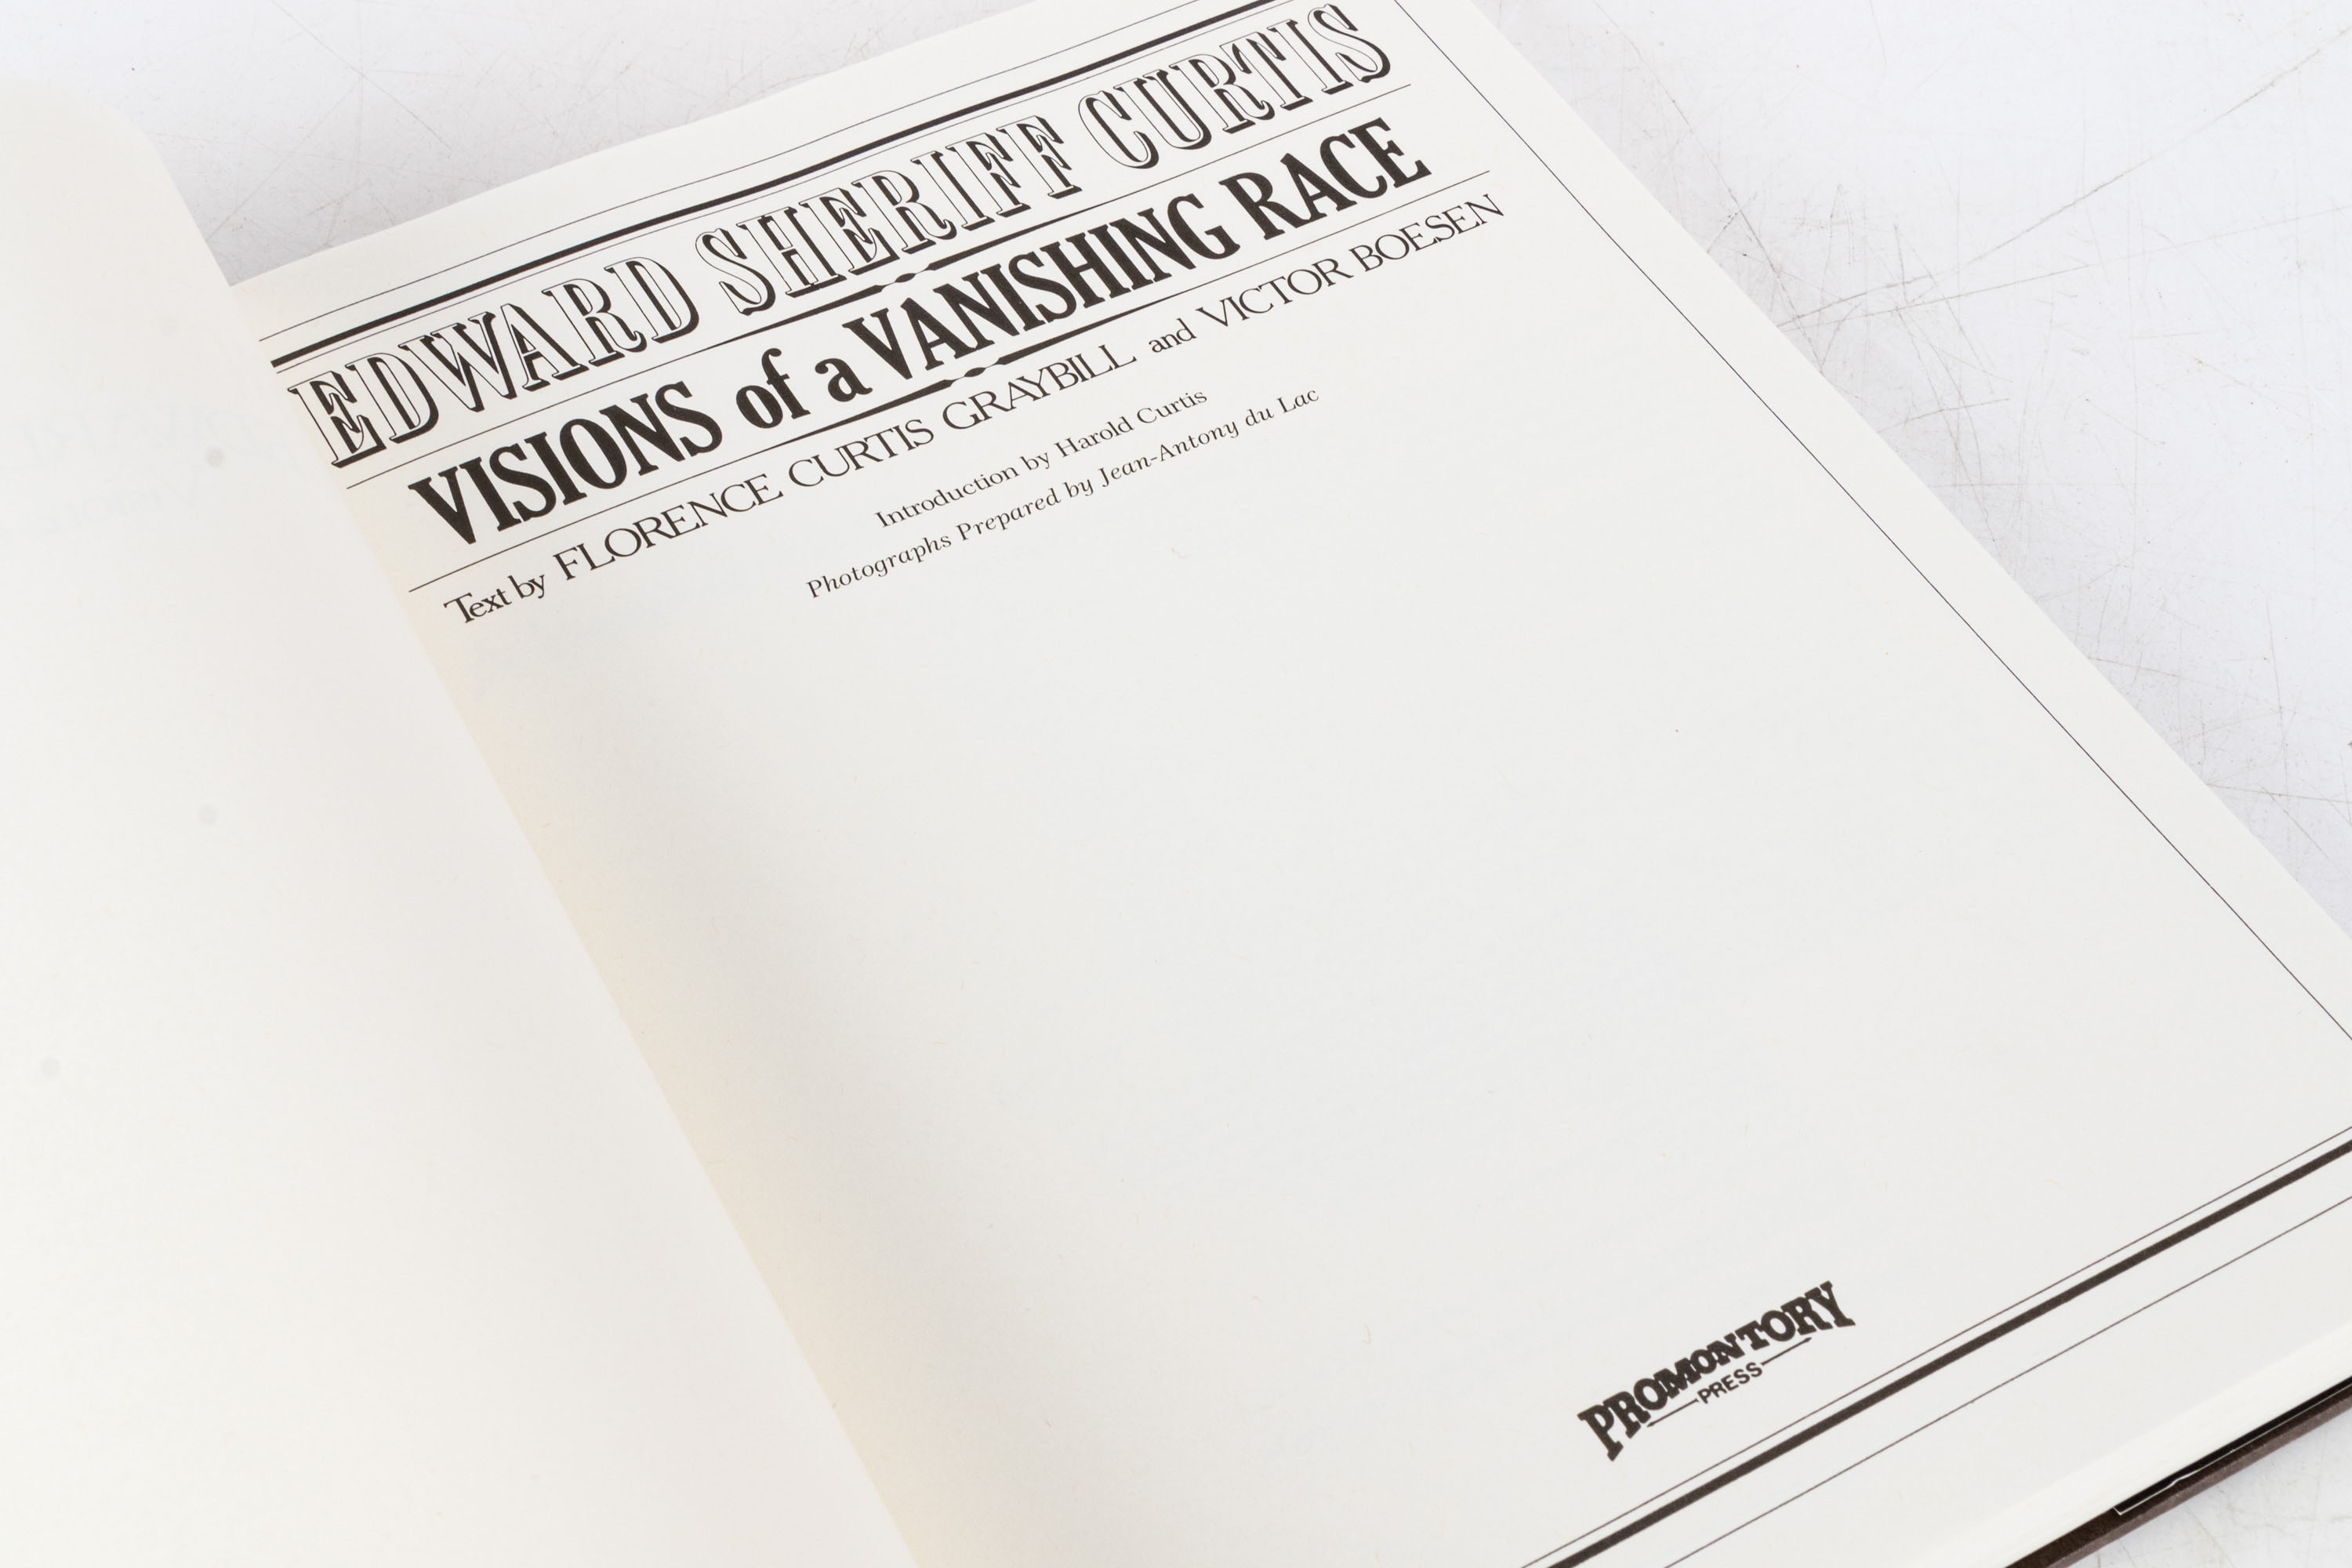 EDWARD SHERIFF CURTIS
VISIONS of a VANISHING RACE
Text by FLORENCE CURTIS GRAYBILL and VICTOR BOESEN
Introduction by Harold Curtis
Photographs Prepared by Jean-Antony du Lac
PROMONTORY
PRESS